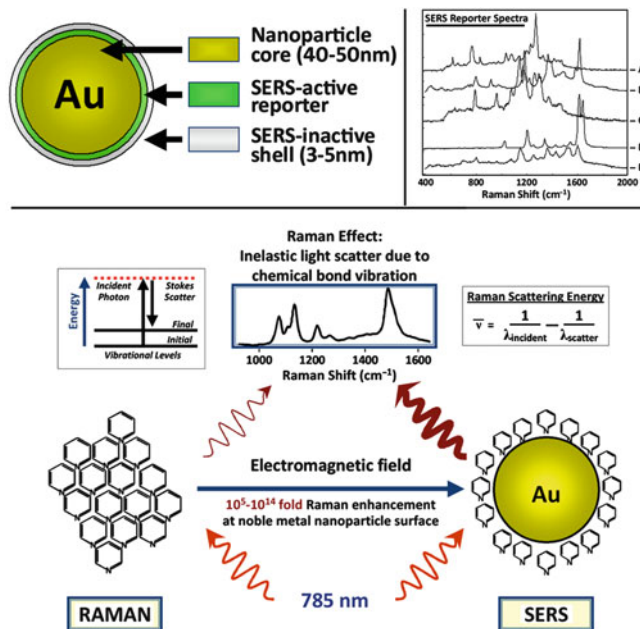 Au
Nanoparticle
core (40-50nm)
SERS-active
reporter
SERS-inactive
shell (3-5nm)
SERS Reporter Spectra
A
400 800 1200 1600 2000
Raman Shift (cm⁻¹)
Raman Effect:
Inelastic light scatter due to
chemical bond vibration
Energy
Incident Stokes
Photon Scatter
Final
Initial
Vibrational Levels
1000 1200 1400 1600
Raman Shift (cm⁻¹)
Raman Scattering Energy
ν̄ = 1/λincident − 1/λscatter
Electromagnetic field
10⁵-10¹⁴ fold Raman enhancement
at noble metal nanoparticle surface
Au
N N N N N N N
785 nm
RAMAN
SERS